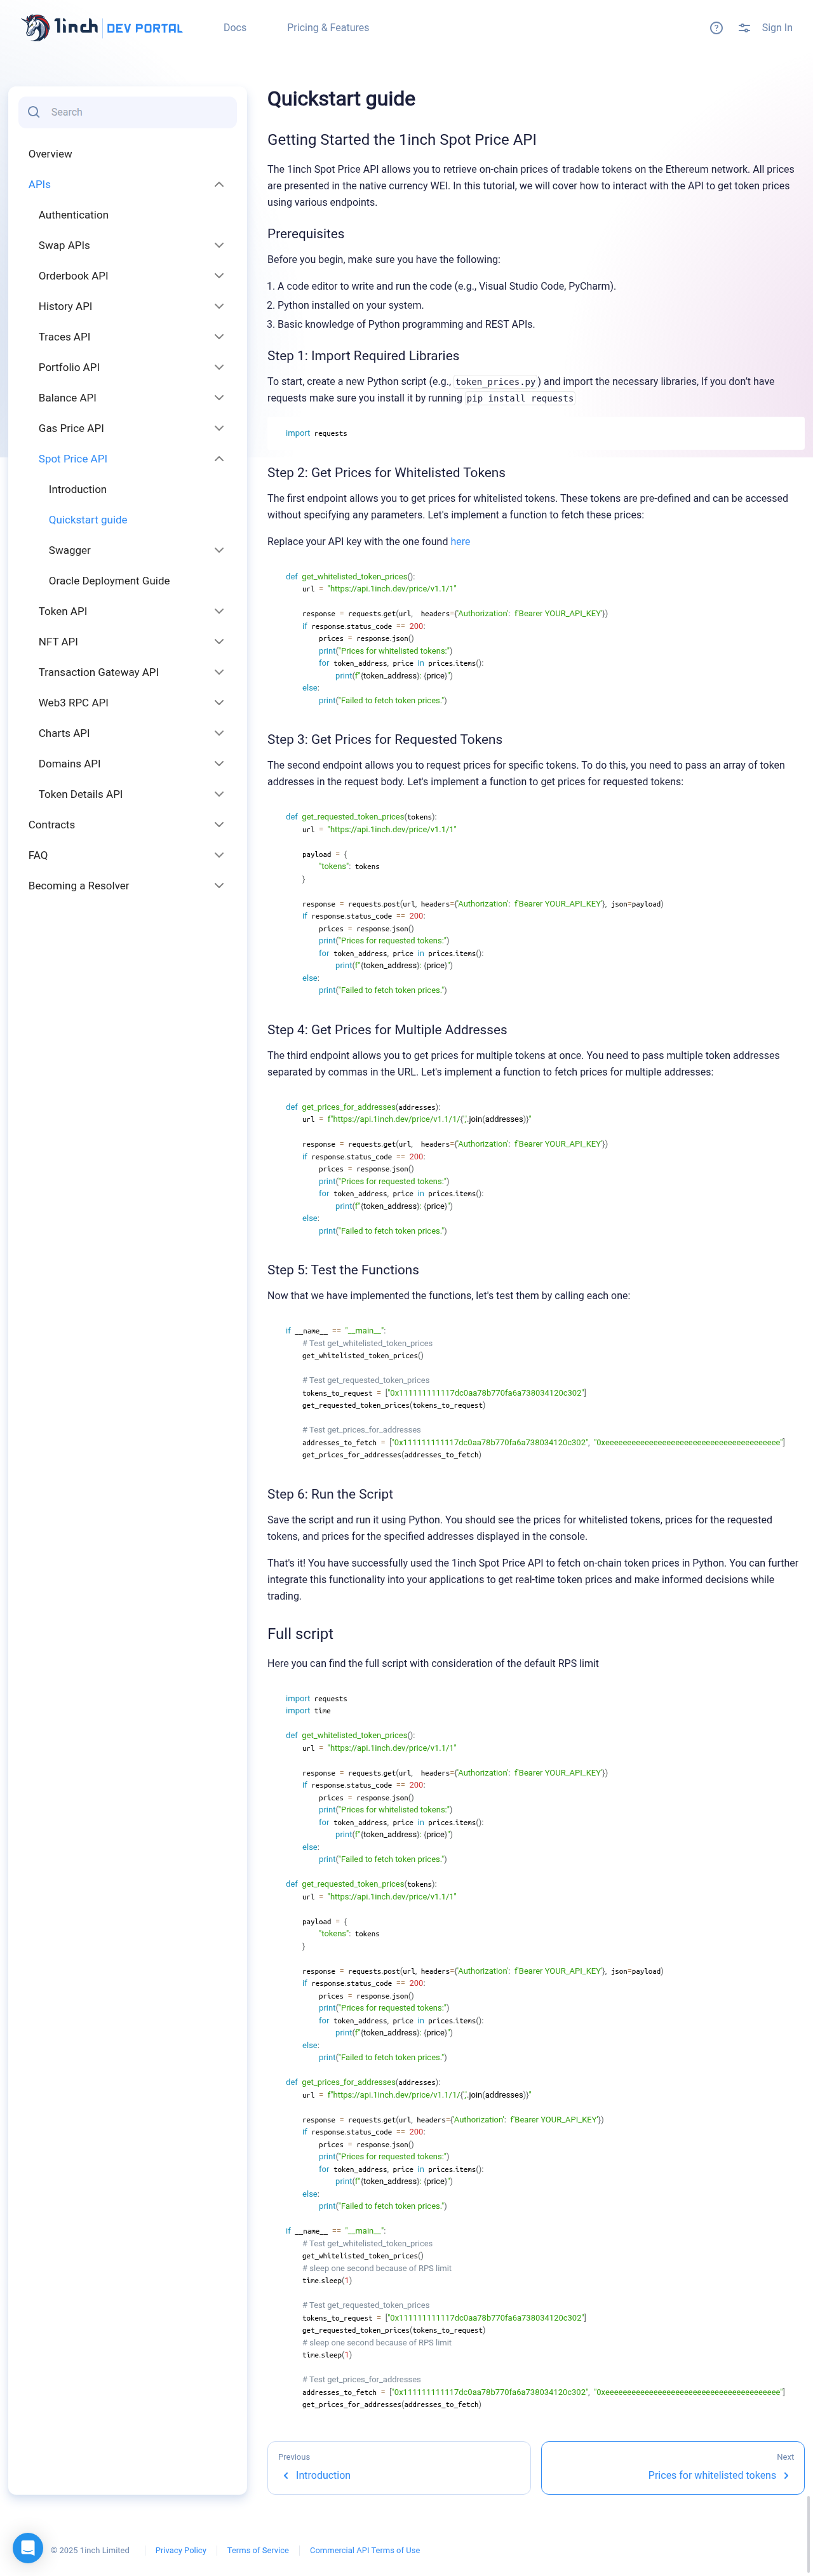 1inch DEV PORTAL
Docs
Pricing & Features
Sign In
Search
Overview
APIs
Authentication
Swap APIs
Orderbook API
History API
Traces API
Portfolio API
Balance API
Gas Price API
Spot Price API
Introduction
Quickstart guide
Swagger
Oracle Deployment Guide
Token API
NFT API
Transaction Gateway API
Web3 RPC API
Charts API
Domains API
Token Details API
Contracts
FAQ
Becoming a Resolver
Quickstart guide
Getting Started the 1inch Spot Price API
The 1inch Spot Price API allows you to retrieve on-chain prices of tradable tokens on the Ethereum network. All prices
are presented in the native currency WEI. In this tutorial, we will cover how to interact with the API to get token prices
using various endpoints.
Prerequisites
Before you begin, make sure you have the following:
1. A code editor to write and run the code (e.g., Visual Studio Code, PyCharm).
2. Python installed on your system.
3. Basic knowledge of Python programming and REST APIs.
Step 1: Import Required Libraries
To start, create a new Python script (e.g., token_prices.py ) and import the necessary libraries, If you don't have
requests make sure you install it by running pip install requests
import requests
Step 2: Get Prices for Whitelisted Tokens
The first endpoint allows you to get prices for whitelisted tokens. These tokens are pre-defined and can be accessed
without specifying any parameters. Let's implement a function to fetch these prices:
Replace your API key with the one found here
def get_whitelisted_token_prices():
    url = "https://api.1inch.dev/price/v1.1/1"
    response = requests.get(url,  headers={'Authorization': f'Bearer YOUR_API_KEY'})
    if response.status_code == 200:
        prices = response.json()
        print("Prices for whitelisted tokens:")
        for token_address, price in prices.items():
            print(f"{token_address}: {price}")
    else:
        print("Failed to fetch token prices.")
Step 3: Get Prices for Requested Tokens
The second endpoint allows you to request prices for specific tokens. To do this, you need to pass an array of token
addresses in the request body. Let's implement a function to get prices for requested tokens:
def get_requested_token_prices(tokens):
    url = "https://api.1inch.dev/price/v1.1/1"
    payload = {
        "tokens": tokens
    }
    response = requests.post(url, headers={'Authorization': f'Bearer YOUR_API_KEY'}, json=payload)
    if response.status_code == 200:
        prices = response.json()
        print("Prices for requested tokens:")
        for token_address, price in prices.items():
            print(f"{token_address}: {price}")
    else:
        print("Failed to fetch token prices.")
Step 4: Get Prices for Multiple Addresses
The third endpoint allows you to get prices for multiple tokens at once. You need to pass multiple token addresses
separated by commas in the URL. Let's implement a function to fetch prices for multiple addresses:
def get_prices_for_addresses(addresses):
    url = f"https://api.1inch.dev/price/v1.1/1/{','.join(addresses)}"
    response = requests.get(url,  headers={'Authorization': f'Bearer YOUR_API_KEY'})
    if response.status_code == 200:
        prices = response.json()
        print("Prices for requested tokens:")
        for token_address, price in prices.items():
            print(f"{token_address}: {price}")
    else:
        print("Failed to fetch token prices.")
Step 5: Test the Functions
Now that we have implemented the functions, let's test them by calling each one:
if __name__ == "__main__":
    # Test get_whitelisted_token_prices
    get_whitelisted_token_prices()
    # Test get_requested_token_prices
    tokens_to_request = ["0x111111111117dc0aa78b770fa6a738034120c302"]
    get_requested_token_prices(tokens_to_request)
    # Test get_prices_for_addresses
    addresses_to_fetch = ["0x111111111117dc0aa78b770fa6a738034120c302", "0xeeeeeeeeeeeeeeeeeeeeeeeeeeeeeeeeeeeeeeee"]
    get_prices_for_addresses(addresses_to_fetch)
Step 6: Run the Script
Save the script and run it using Python. You should see the prices for whitelisted tokens, prices for the requested
tokens, and prices for the specified addresses displayed in the console.
That's it! You have successfully used the 1inch Spot Price API to fetch on-chain token prices in Python. You can further
integrate this functionality into your applications to get real-time token prices and make informed decisions while
trading.
Full script
Here you can find the full script with consideration of the default RPS limit
import requests
import time
def get_whitelisted_token_prices():
    url = "https://api.1inch.dev/price/v1.1/1"
    response = requests.get(url,  headers={'Authorization': f'Bearer YOUR_API_KEY'})
    if response.status_code == 200:
        prices = response.json()
        print("Prices for whitelisted tokens:")
        for token_address, price in prices.items():
            print(f"{token_address}: {price}")
    else:
        print("Failed to fetch token prices.")
def get_requested_token_prices(tokens):
    url = "https://api.1inch.dev/price/v1.1/1"
    payload = {
        "tokens": tokens
    }
    response = requests.post(url, headers={'Authorization': f'Bearer YOUR_API_KEY'}, json=payload)
    if response.status_code == 200:
        prices = response.json()
        print("Prices for requested tokens:")
        for token_address, price in prices.items():
            print(f"{token_address}: {price}")
    else:
        print("Failed to fetch token prices.")
def get_prices_for_addresses(addresses):
    url = f"https://api.1inch.dev/price/v1.1/1/{','.join(addresses)}"
    response = requests.get(url, headers={'Authorization': f'Bearer YOUR_API_KEY'})
    if response.status_code == 200:
        prices = response.json()
        print("Prices for requested tokens:")
        for token_address, price in prices.items():
            print(f"{token_address}: {price}")
    else:
        print("Failed to fetch token prices.")
if __name__ == "__main__":
    # Test get_whitelisted_token_prices
    get_whitelisted_token_prices()
    # sleep one second because of RPS limit
    time.sleep(1)
    # Test get_requested_token_prices
    tokens_to_request = ["0x111111111117dc0aa78b770fa6a738034120c302"]
    get_requested_token_prices(tokens_to_request)
    # sleep one second because of RPS limit
    time.sleep(1)
    # Test get_prices_for_addresses
    addresses_to_fetch = ["0x111111111117dc0aa78b770fa6a738034120c302", "0xeeeeeeeeeeeeeeeeeeeeeeeeeeeeeeeeeeeeeeee"]
    get_prices_for_addresses(addresses_to_fetch)
Previous
Introduction
Next
Prices for whitelisted tokens
© 2025 1inch Limited
Privacy Policy
Terms of Service
Commercial API Terms of Use